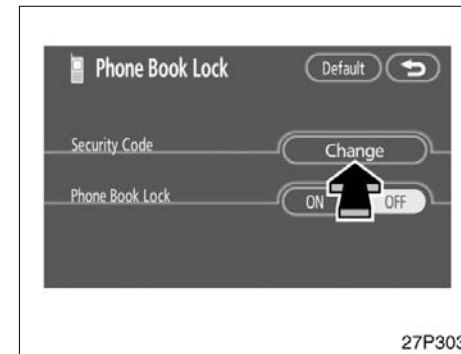 Phone Book Lock Default
Security Code Change
Phone Book Lock ON OFF
27P303